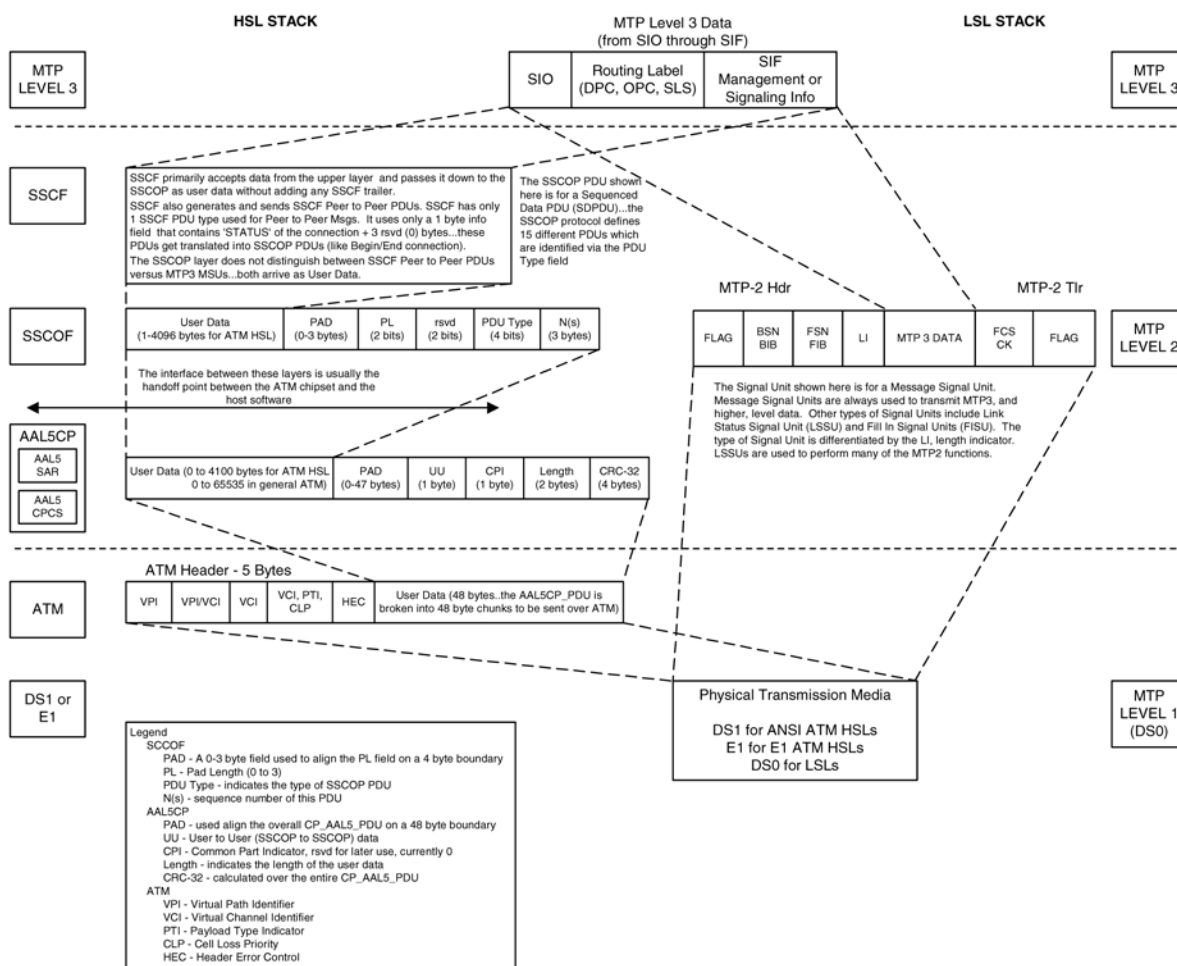 HSL STACK
LSL STACK
MTP Level 3 Data
(from SIO through SIF)
MTP
LEVEL 3
SIO
Routing Label
(DPC, OPC, SLS)
SIF
Management or
Signaling Info
MTP
LEVEL 3
SSCF
SSCF primarily accepts data from the upper layer and passes it down to the
SSCOP as user data without adding any SSCF trailer.
SSCF also generates and sends SSCF Peer to Peer PDUs. SSCF has only
1 SSCF PDU type used for Peer to Peer Msgs. It uses only a 1 byte info
field that contains 'STATUS' of the connection + 3 rsvd (0) bytes...these
PDUs get translated into SSCOP PDUs (like Begin/End connection).
The SSCOP layer does not distinguish between SSCF Peer to Peer PDUs
versus MTP3 MSUs...both arrive as User Data.
The SSCOP PDU shown
here is for a Sequenced
Data PDU (SDPDU)...the
SSCOP protocol defines
15 different PDUs which
are identified via the PDU
Type field
MTP-2 Hdr
MTP-2 Tlr
SSCOF
User Data
(1-4096 bytes for ATM HSL)
PAD
(0-3 bytes)
PL
(2 bits)
rsvd
(2 bits)
PDU Type
(4 bits)
N(s)
(3 bytes)
FLAG
BSN
BIB
FSN
FIB
LI
MTP 3 DATA
FCS
CK
FLAG
MTP
LEVEL 2
The interface between these layers is usually the
handoff point between the ATM chipset and the
host software
The Signal Unit shown here is for a Message Signal Unit.
Message Signal Units are always used to transmit MTP3, and
higher, level data. Other types of Signal Units include Link
Status Signal Unit (LSSU) and Fill In Signal Units (FISU). The
type of Signal Unit is differentiated by the LI, length indicator.
LSSUs are used to perform many of the MTP2 functions.
AAL5CP
AAL5
SAR
AAL5
CPCS
User Data (0 to 4100 bytes for ATM HSL
0 to 65535 in general ATM)
PAD
(0-47 bytes)
UU
(1 byte)
CPI
(1 byte)
Length
(2 bytes)
CRC-32
(4 bytes)
ATM Header - 5 Bytes
ATM
VPI
VPI/VCI
VCI
VCI, PTI,
CLP
HEC
User Data (48 bytes..the AAL5CP_PDU is
broken into 48 byte chunks to be sent over ATM)
DS1 or
E1
Physical Transmission Media
DS1 for ANSI ATM HSLs
E1 for E1 ATM HSLs
DS0 for LSLs
MTP
LEVEL 1
(DS0)
Legend
SCCOF
PAD - A 0-3 byte field used to align the PL field on a 4 byte boundary
PL - Pad Length (0 to 3)
PDU Type - indicates the type of SSCOP PDU
N(s) - sequence number of this PDU
AAL5CP
PAD - used align the overall CP_AAL5_PDU on a 48 byte boundary
UU - User to User (SSCOP to SSCOP) data
CPI - Common Part Indicator, rsvd for later use, currently 0
Length - indicates the length of the user data
CRC-32 - calculated over the entire CP_AAL5_PDU
ATM
VPI - Virtual Path Identifier
VCI - Virtual Channel Identifier
PTI - Payload Type Indicator
CLP - Cell Loss Priority
HEC - Header Error Control